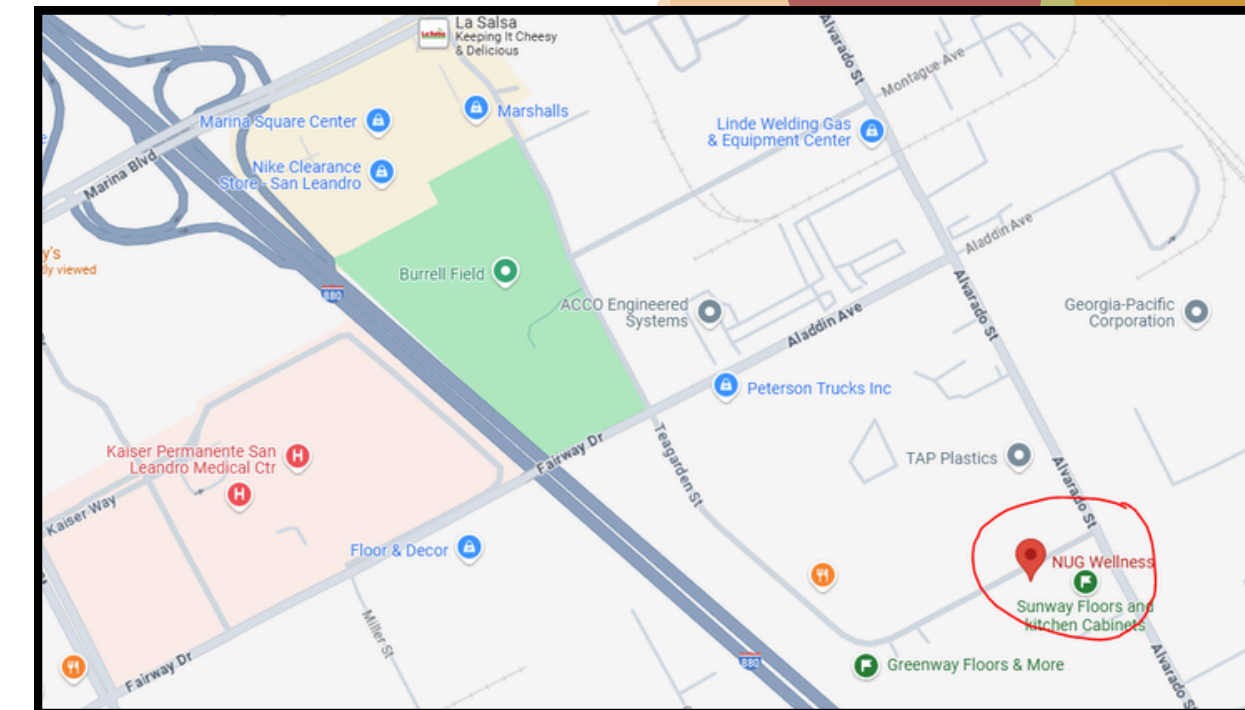 La Salsa
Keeping It Cheesy
& Delicious
La Salsa
Alvarado St
Montague Ave
Marshalls
Marina Square Center
Linde Welding Gas
& Equipment Center
Marina Blvd
Nike Clearance
Store - San Leandro
e
y's
tly viewed
Aladdin Ave
Burrell Field
880
ACCO Engineered
Systems
Alvarado St
Georgia-Pacific
Corporation
Aladdin Ave
Peterson Trucks Inc
Fairway Dr
Teagarden St
Kaiser Permanente San
Leandro Medical Ctr
H
H
TAP Plastics
Alvarado St
Kaiser Way
Floor & Decor
NUG Wellness
Sunway Floors and
kitchen Cabinets
Miller St
880
Greenway Floors & More
Fairway Dr
Alvarado St